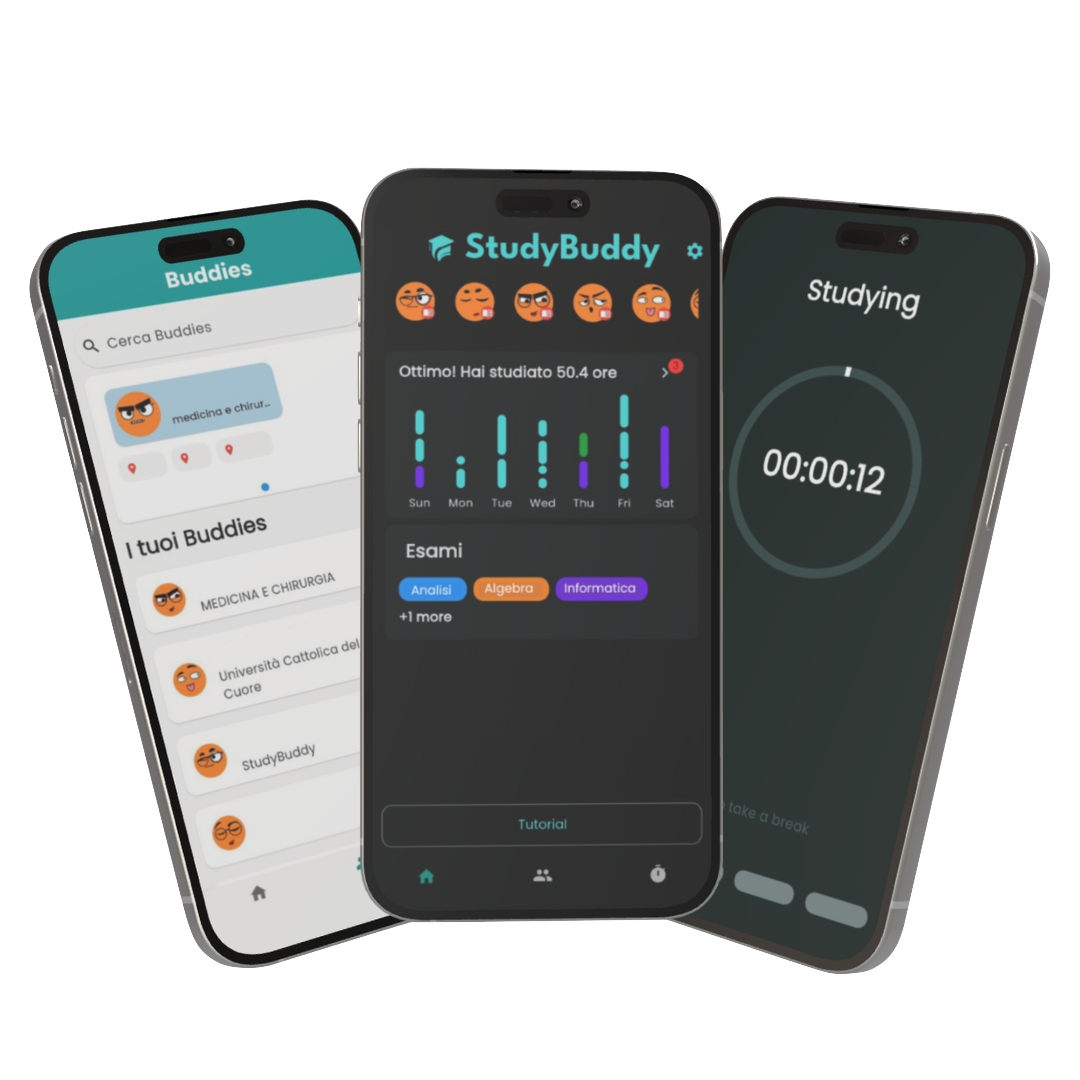 Buddies
Cerca Buddies
medicina e chirur...
I tuoi Buddies
MEDICINA E CHIRURGIA
Università Cattolica del
Cuore
StudyBuddy
StudyBuddy
Ottimo! Hai studiato 50.4 ore
3
Sun Mon Tue Wed Thu Fri Sat
Esami
Analisi Algebra Informatica
+1 more
Tutorial
Studying
00:00:12
take a break